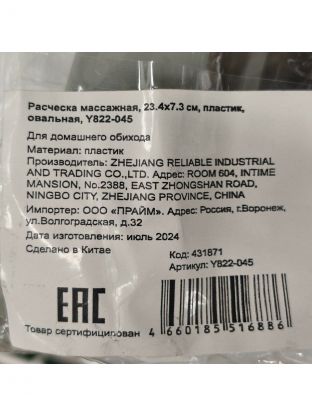 Расческа массажная, 23.4х7.3 см, пластик,
овальная, Y822-045
Для домашнего обихода
Материал: пластик
Производитель: ZHEJIANG RELIABLE INDUSTRIAL
AND TRADING CO.,LTD. Адрес: ROOM 604, INTIME
MANSION, No.2388, EAST ZHONGSHAN ROAD,
NINGBO CITY, ZHEJIANG PROVINCE, CHINA
Импортер: ООО «ПРАЙМ». Адрес: Россия, г.Воронеж,
ул.Волгоградская, д.32
Дата изготовления: июль 2024
Сделано в Китае
Код: 431871
Артикул: Y822-045
EAC
Товар сертифицирован
4 660185 516886